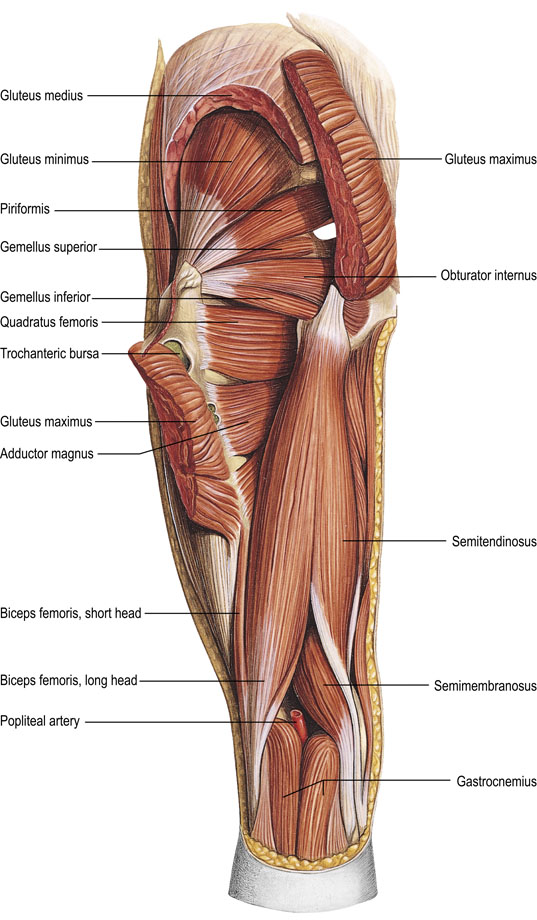 Gluteus medius
Gluteus minimus
Gluteus maximus
Piriformis
Gemellus superior
Obturator internus
Gemellus inferior
Quadratus femoris
Trochanteric bursa
Gluteus maximus
Adductor magnus
Semitendinosus
Biceps femoris, short head
Biceps femoris, long head
Semimembranosus
Popliteal artery
Gastrocnemius